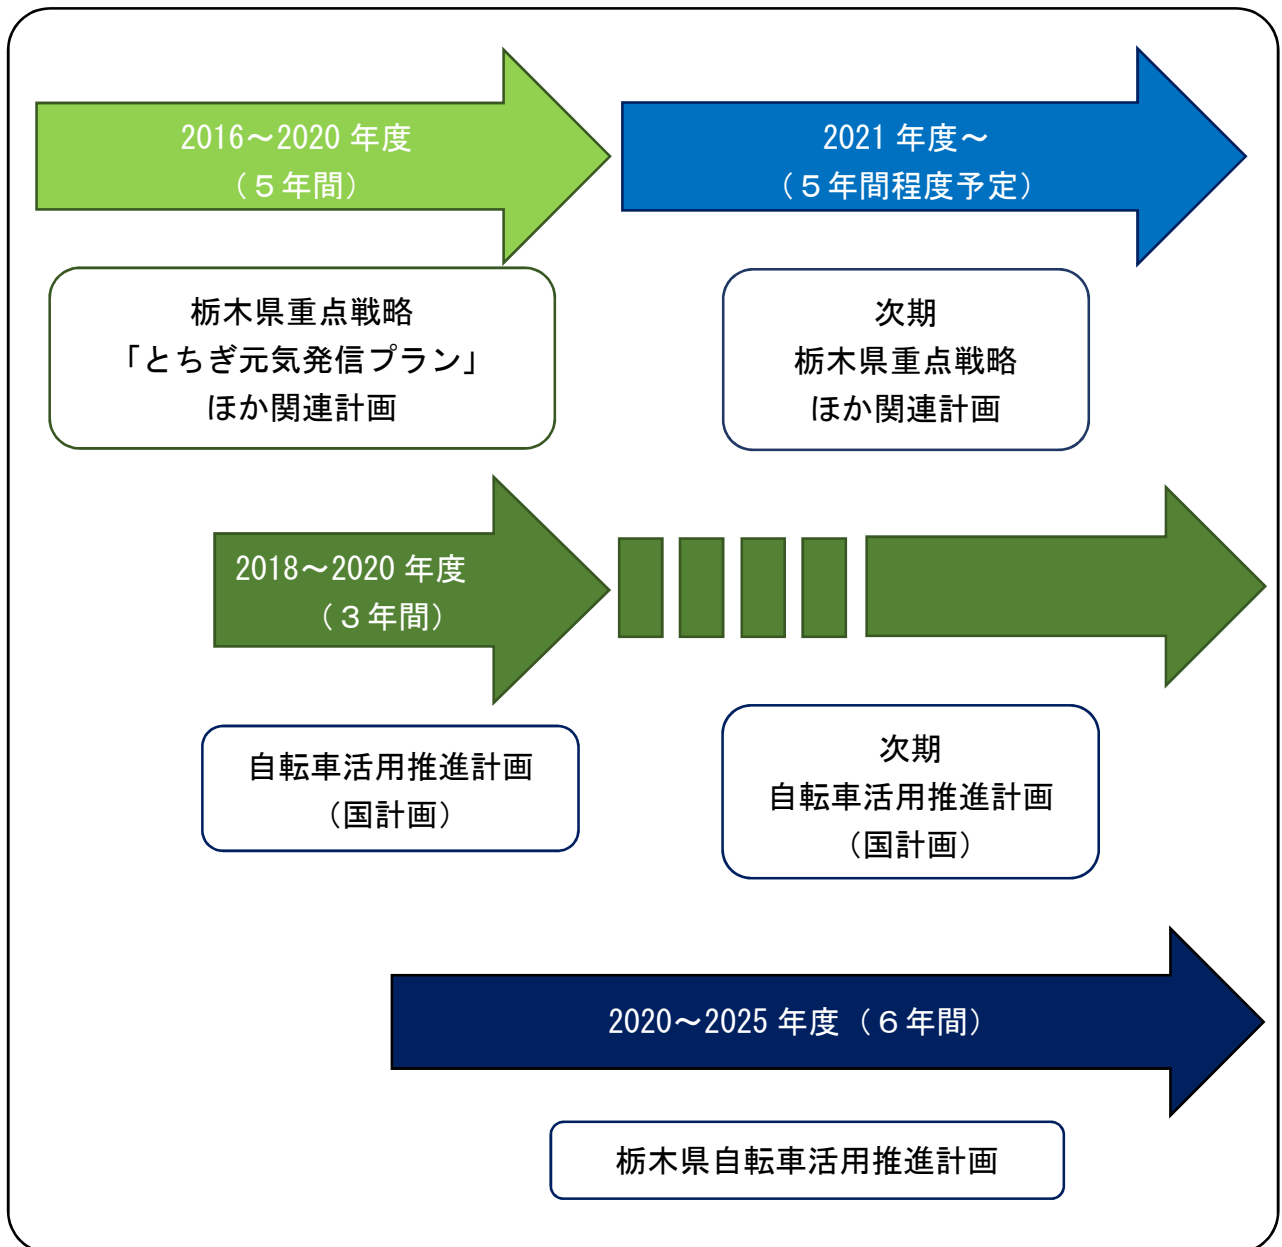 2016～2020 年度
（５年間）
2021 年度～
（５年間程度予定）
栃木県重点戦略
「とちぎ元気発信プラン」
ほか関連計画
次期
栃木県重点戦略
ほか関連計画
2018～2020 年度
（３年間）
自転車活用推進計画
（国計画）
次期
自転車活用推進計画
（国計画）
2020～2025 年度（６年間）
栃木県自転車活用推進計画